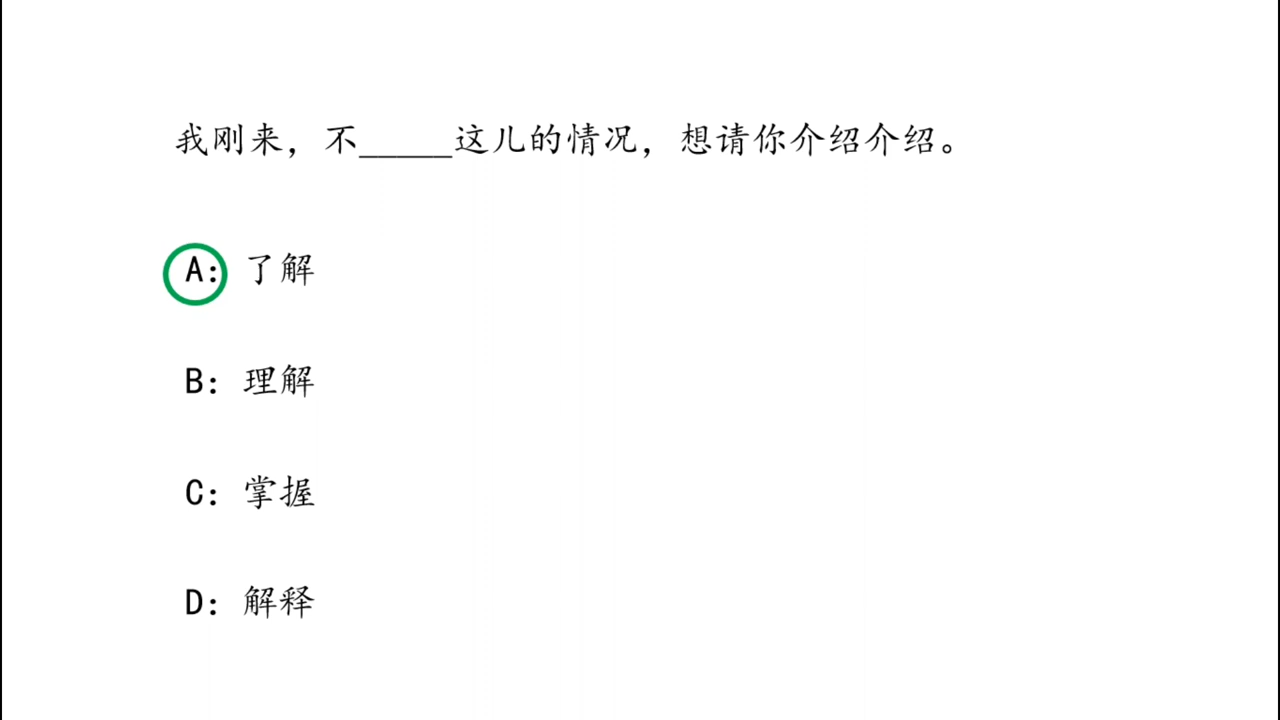 我刚来，不_____这儿的情况，想请你介绍介绍。
A: 了解
B: 理解
C: 掌握
D: 解释